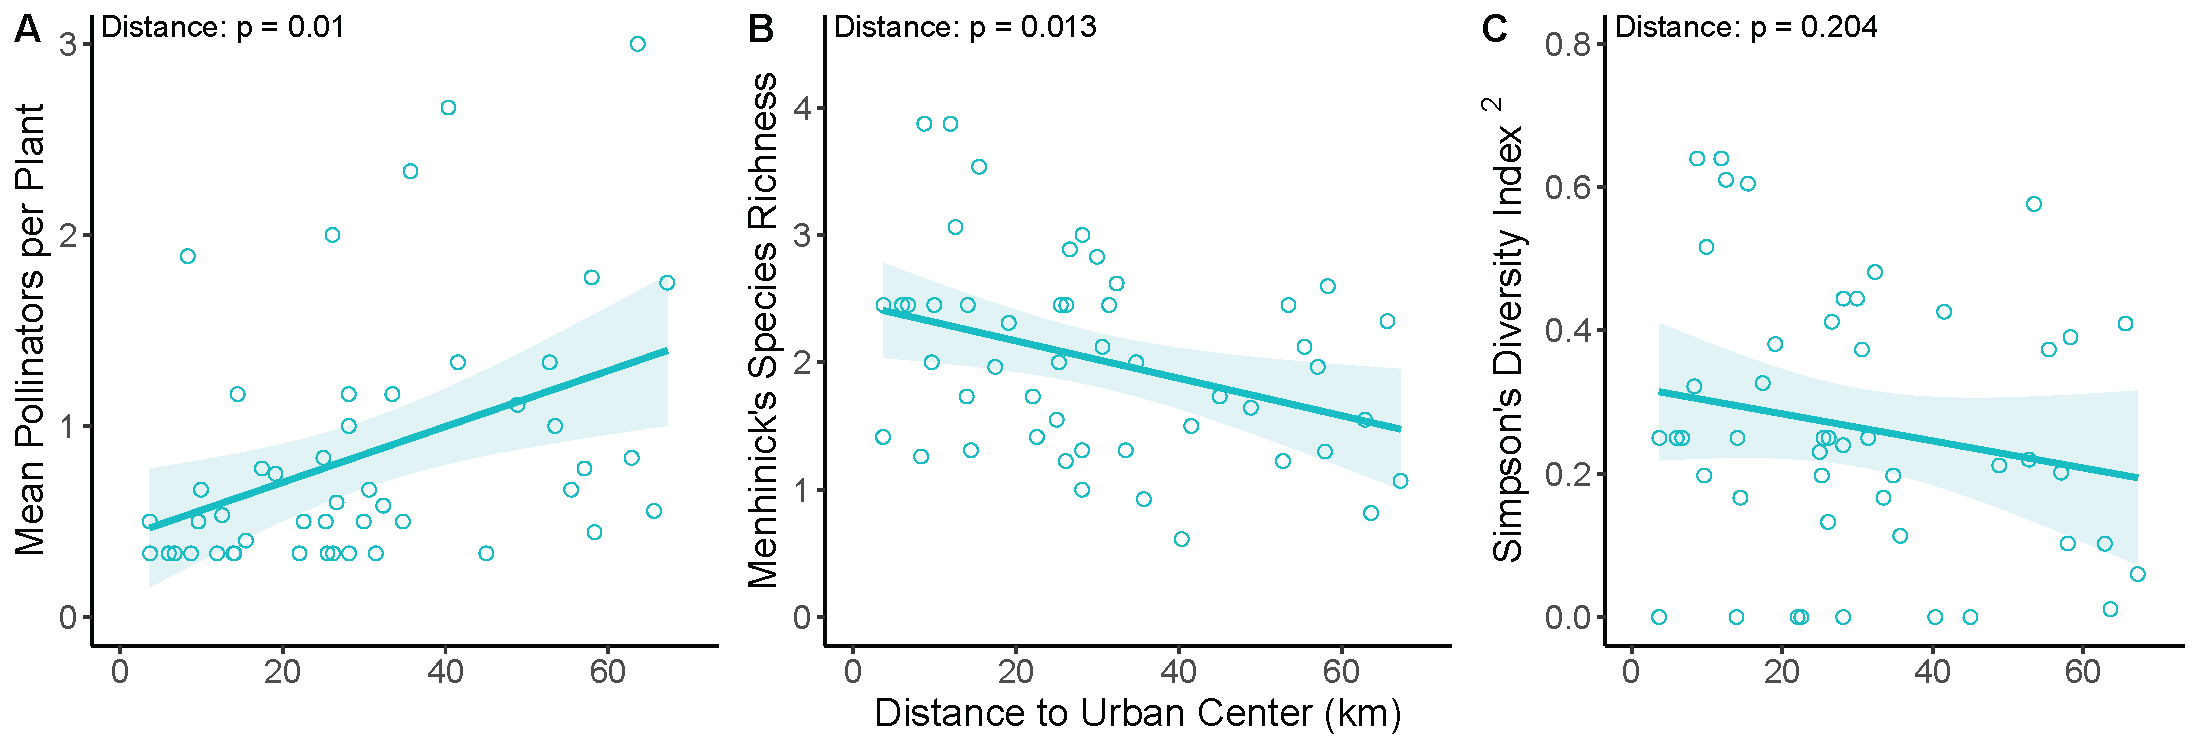 A Distance: p = 0.01
Mean Pollinators per Plant
3
2
1
0
0 20 40 60
B Distance: p = 0.013
Menhinick's Species Richness
4
3
2
1
0
0 20 40 60
Distance to Urban Center (km)
C Distance: p = 0.204
Simpson's Diversity Index ²
0.8
0.6
0.4
0.2
0.0
0 20 40 60